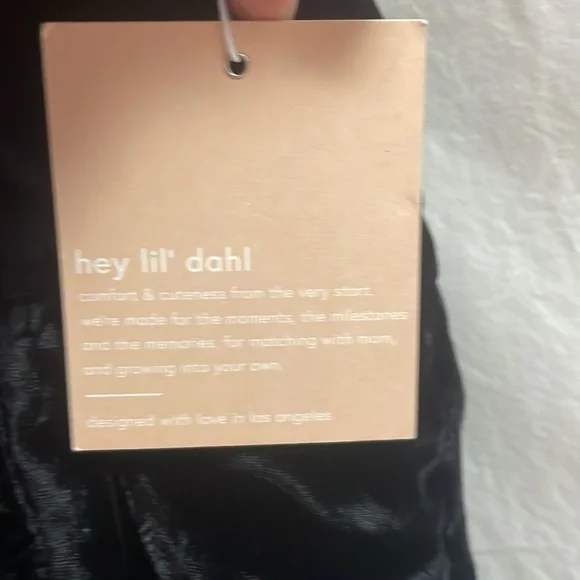 hey lil' dahl
comfort & cuteness from the very start.
we're made for the moments, the milestones
and the memories. for matching with mom,
and growing into your own.
designed with love in los angeles